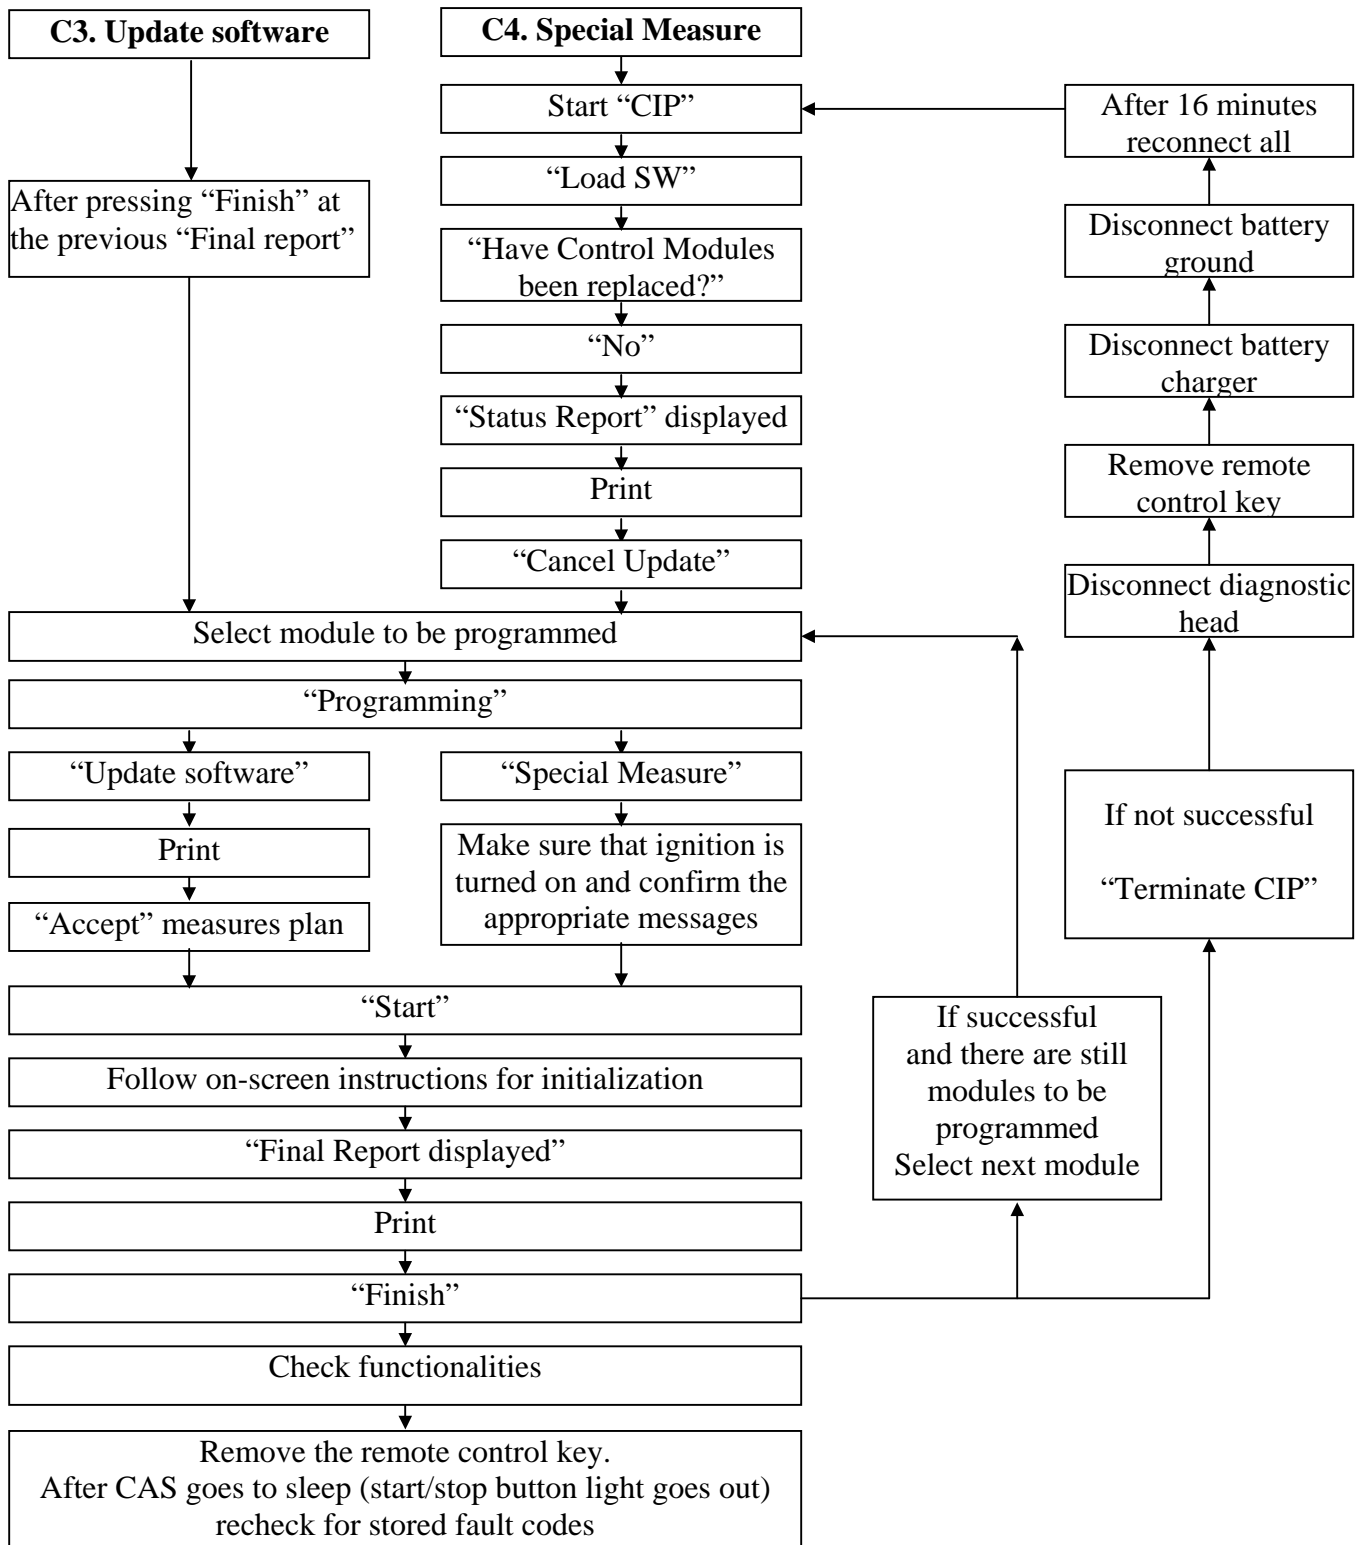 C3. Update software
C4. Special Measure
Start “CIP”
After 16 minutes
reconnect all
“Load SW”
After pressing “Finish” at
the previous “Final report”
Disconnect battery
ground
“Have Control Modules
been replaced?”
“No”
Disconnect battery
charger
“Status Report” displayed
Print
Remove remote
control key
“Cancel Update”
Disconnect diagnostic
head
Select module to be programmed
“Programming”
“Update software”
“Special Measure”
If not successful
“Terminate CIP”
Print
Make sure that ignition is
turned on and confirm the
appropriate messages
“Accept” measures plan
“Start”
If successful
and there are still
modules to be
programmed
Select next module
Follow on-screen instructions for initialization
“Final Report displayed”
Print
“Finish”
Check functionalities
Remove the remote control key.
After CAS goes to sleep (start/stop button light goes out)
recheck for stored fault codes